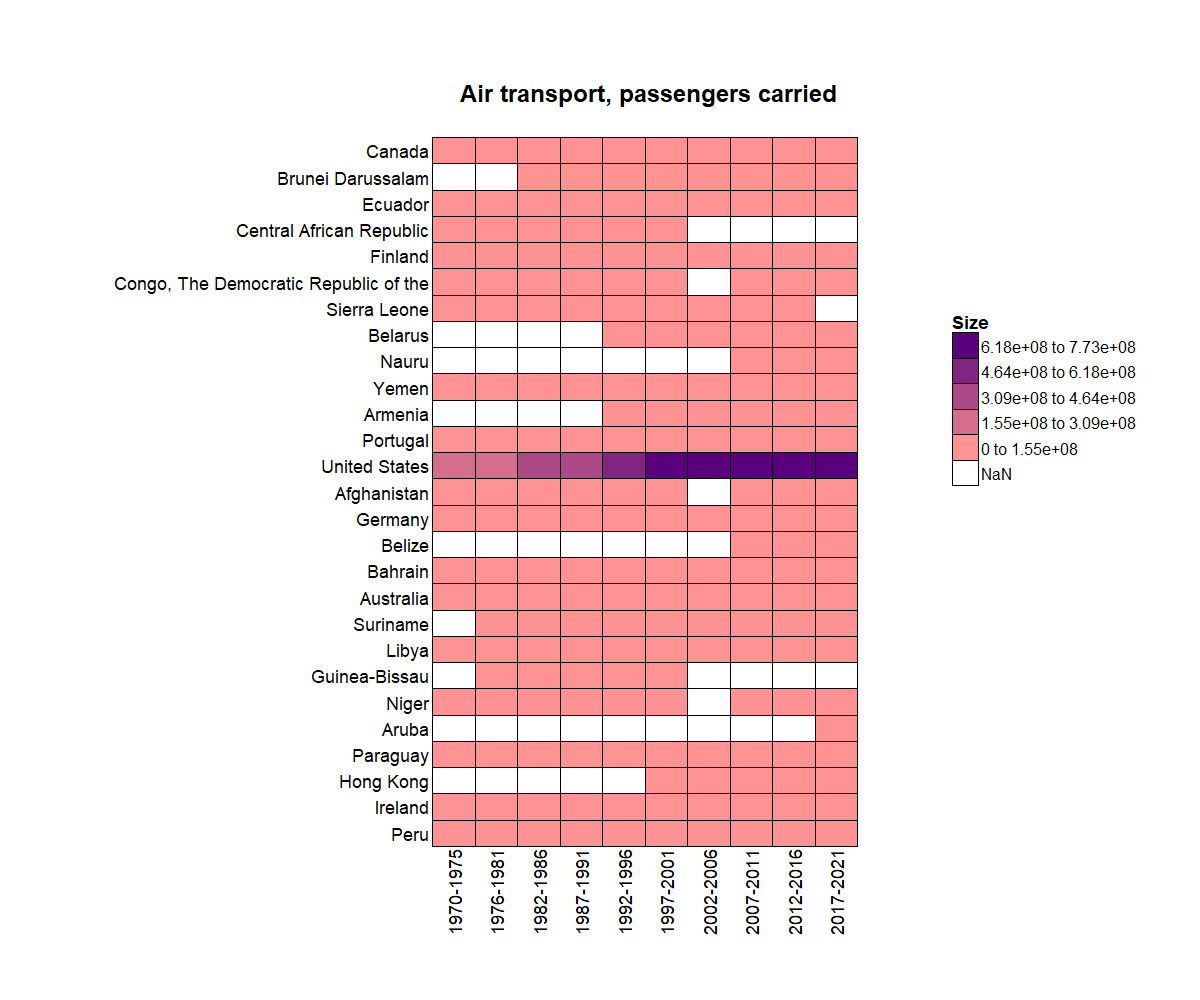 Air transport, passengers carried
Canada
Brunei Darussalam
Ecuador
Central African Republic
Finland
Congo, The Democratic Republic of the
Sierra Leone
Belarus
Nauru
Yemen
Armenia
Portugal
United States
Afghanistan
Germany
Belize
Bahrain
Australia
Suriname
Libya
Guinea-Bissau
Niger
Aruba
Paraguay
Hong Kong
Ireland
Peru
1970-1975
1976-1981
1982-1986
1987-1991
1992-1996
1997-2001
2002-2006
2007-2011
2012-2016
2017-2021
Size
6.18e+08 to 7.73e+08
4.64e+08 to 6.18e+08
3.09e+08 to 4.64e+08
1.55e+08 to 3.09e+08
0 to 1.55e+08
NaN